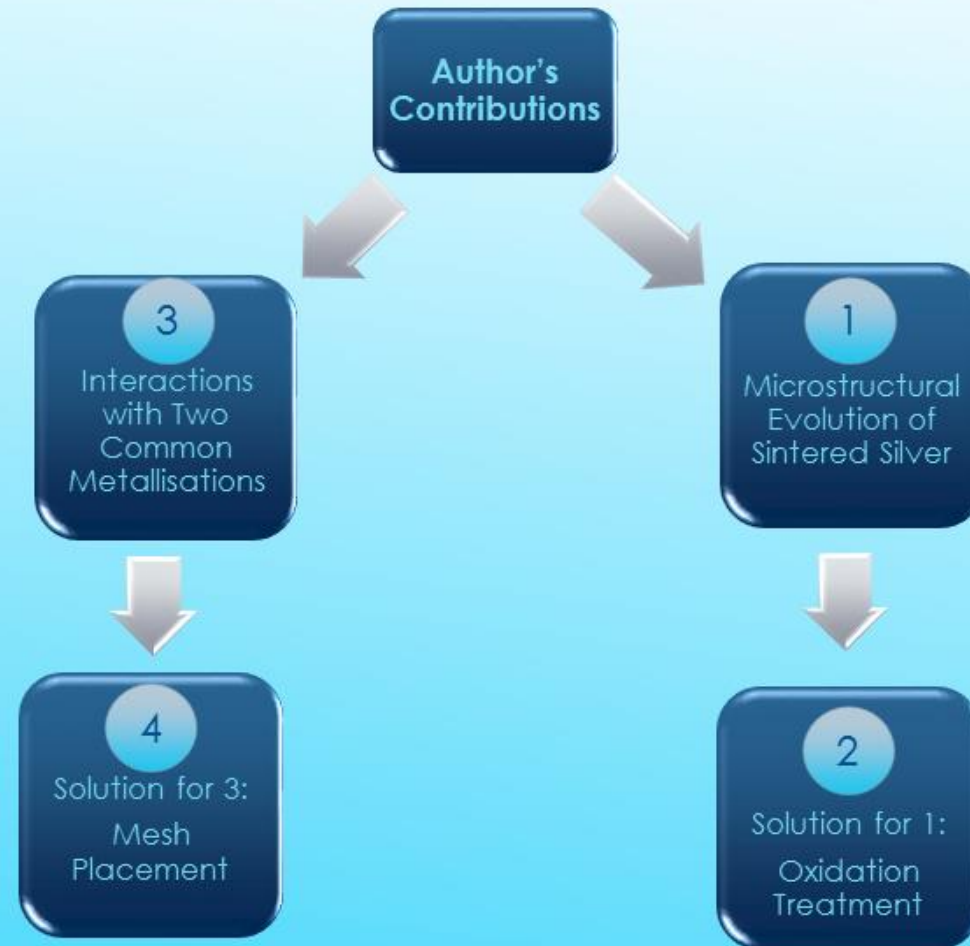 Author's
Contributions
3
Interactions
with Two
Common
Metallisations
1
Microstructural
Evolution of
Sintered Silver
4
Solution for 3:
Mesh
Placement
2
Solution for 1:
Oxidation
Treatment